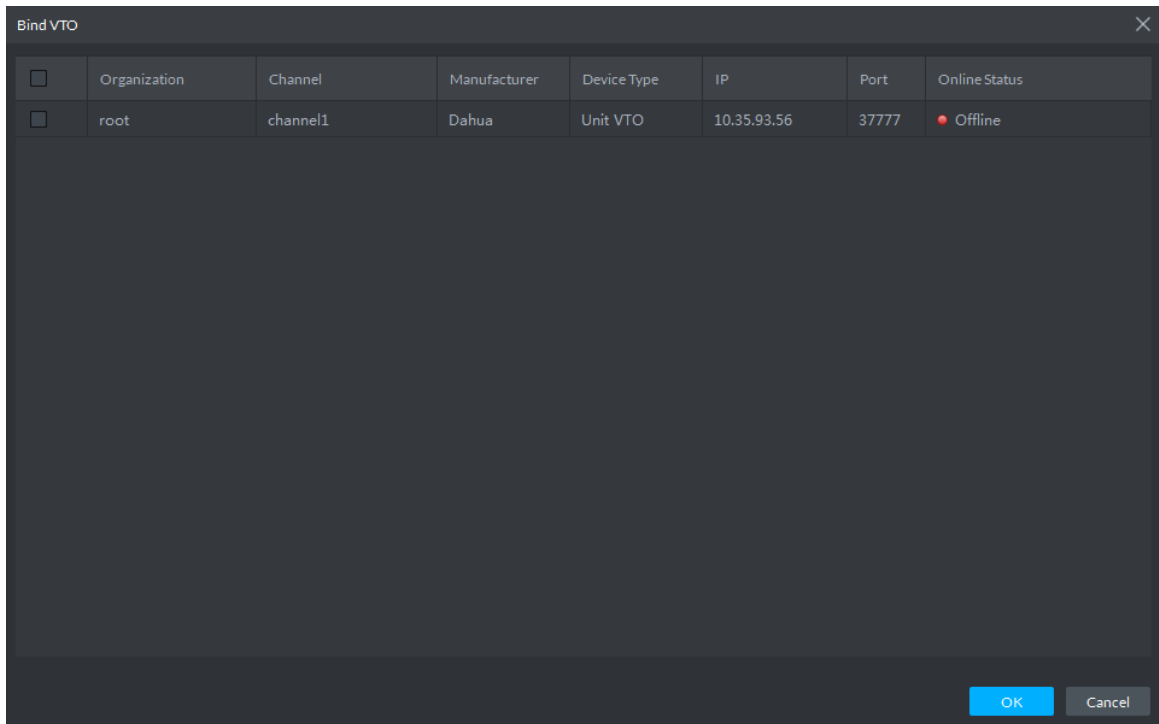 Bind VTO
Organization Channel Manufacturer Device Type IP Port Online Status
root channel1 Dahua Unit VTO 10.35.93.56 37777 Offline
OK Cancel